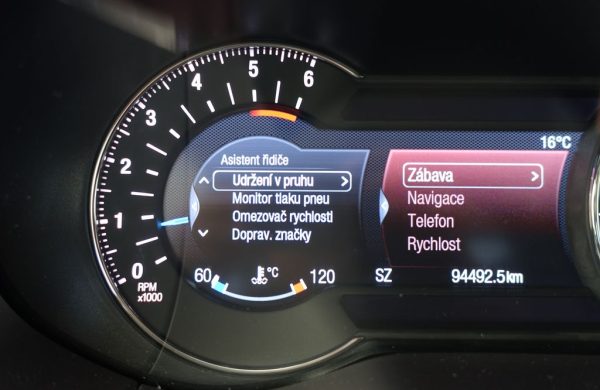 6
5
4
3
2
1
0
RPM
x1000
16°C
Asistent řidiče
Udržení v pruhu >
Monitor tlaku pneu
Omezovač rychlosti
Doprav. značky
Zábava >
Navigace
Telefon
Rychlost
60 °C 120
SZ 94492.5km